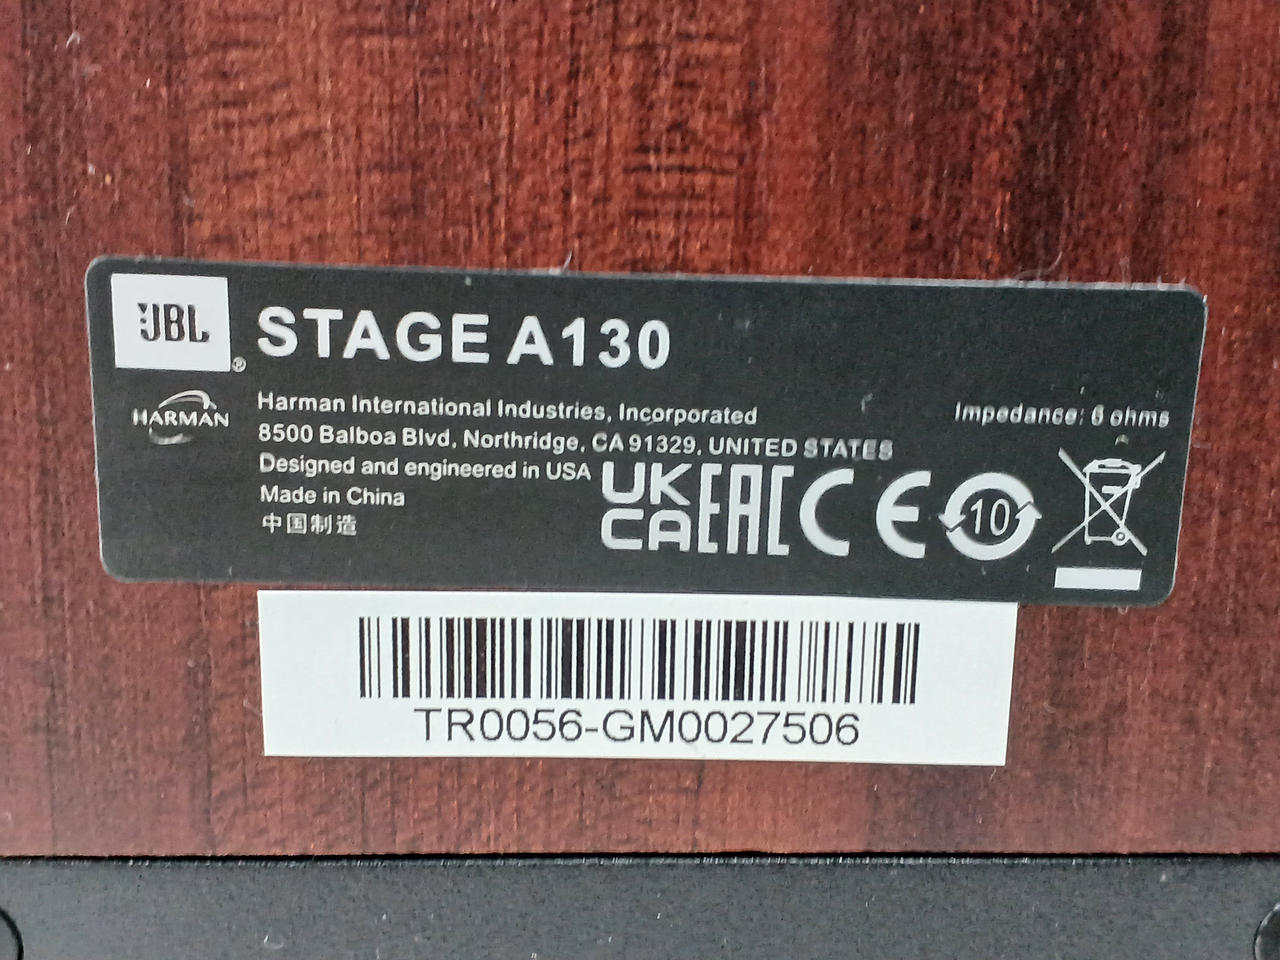 JBL
®
STAGE A130
HARMAN
Harman International Industries, Incorporated
8500 Balboa Blvd, Northridge, CA 91329, UNITED STATES
Designed and engineered in USA
Made in China
中国制造
Impedance: 6 ohms
UK
CA
EAC
CE
10
TR0056-GM0027506